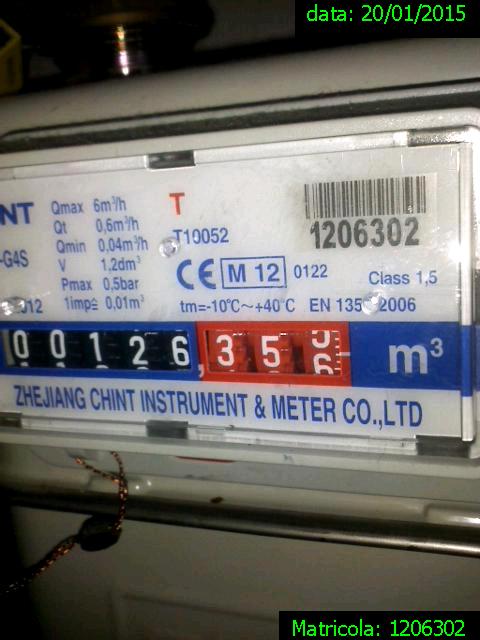 data: 20/01/2015
NT
Qmax 6m³/h
Qt 0,6m³/h
Qmin 0,04m³/h
V 1,2dm³
Pmax 0,5bar
1imp≙ 0,01m³
-G4S
T
T10052
CE M 12 0122
1206302
Class 1,5
tm=-10°C~+40°C EN 1359 2006
00126,35
m³
ZHEJIANG CHINT INSTRUMENT & METER CO.,LTD
Matricola: 1206302